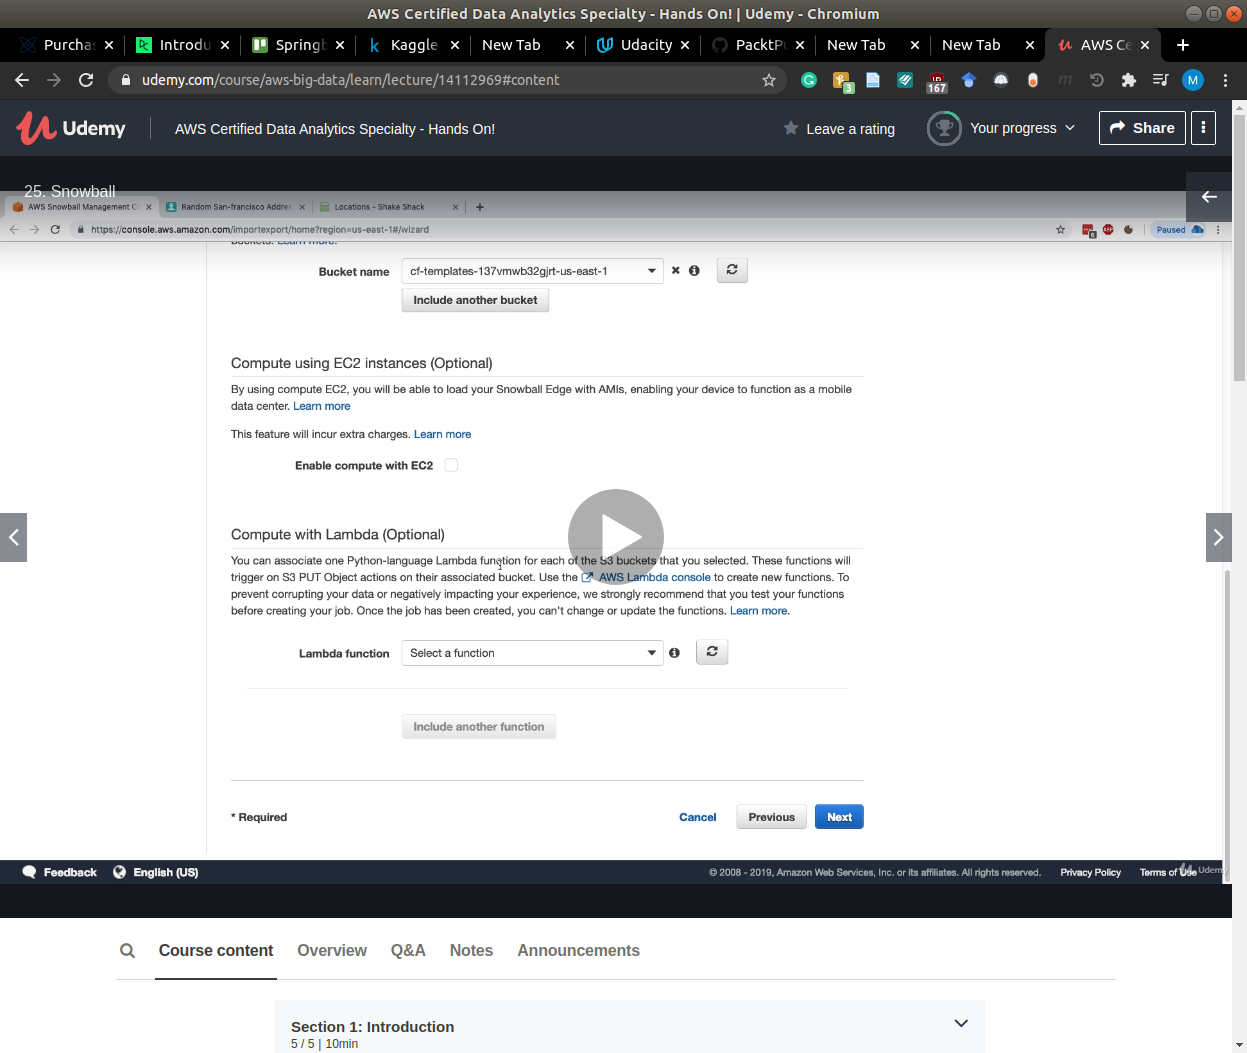 AWS Certified Data Analytics Specialty - Hands On! | Udemy - Chromium
Purchas Introdu Springb Kaggle New Tab Udacity PacktPu New Tab New Tab AWS Ce
udemy.com/course/aws-big-data/learn/lecture/14112969#content
3 167 M
Udemy AWS Certified Data Analytics Specialty - Hands On! Leave a rating Your progress Share
25. Snowball
AWS Snowball Management Co Random San-francisco Addres Locations - Shake Shack
https://console.aws.amazon.com/importexport/home?region=us-east-1#/wizard Paused
buckets. Learn more.
Bucket name cf-templates-137vmwb32gjrt-us-east-1
Include another bucket
Compute using EC2 instances (Optional)
By using compute EC2, you will be able to load your Snowball Edge with AMIs, enabling your device to function as a mobile
data center. Learn more
This feature will incur extra charges. Learn more
Enable compute with EC2
Compute with Lambda (Optional)
You can associate one Python-language Lambda function for each of the S3 buckets that you selected. These functions will
trigger on S3 PUT Object actions on their associated bucket. Use the AWS Lambda console to create new functions. To
prevent corrupting your data or negatively impacting your experience, we strongly recommend that you test your functions
before creating your job. Once the job has been created, you can't change or update the functions. Learn more.
Lambda function Select a function
Include another function
* Required Cancel Previous Next
Feedback English (US) © 2008 - 2019, Amazon Web Services, Inc. or its affiliates. All rights reserved. Privacy Policy Terms of Use Udemy
Course content Overview Q&A Notes Announcements
Section 1: Introduction
5 / 5 | 10min